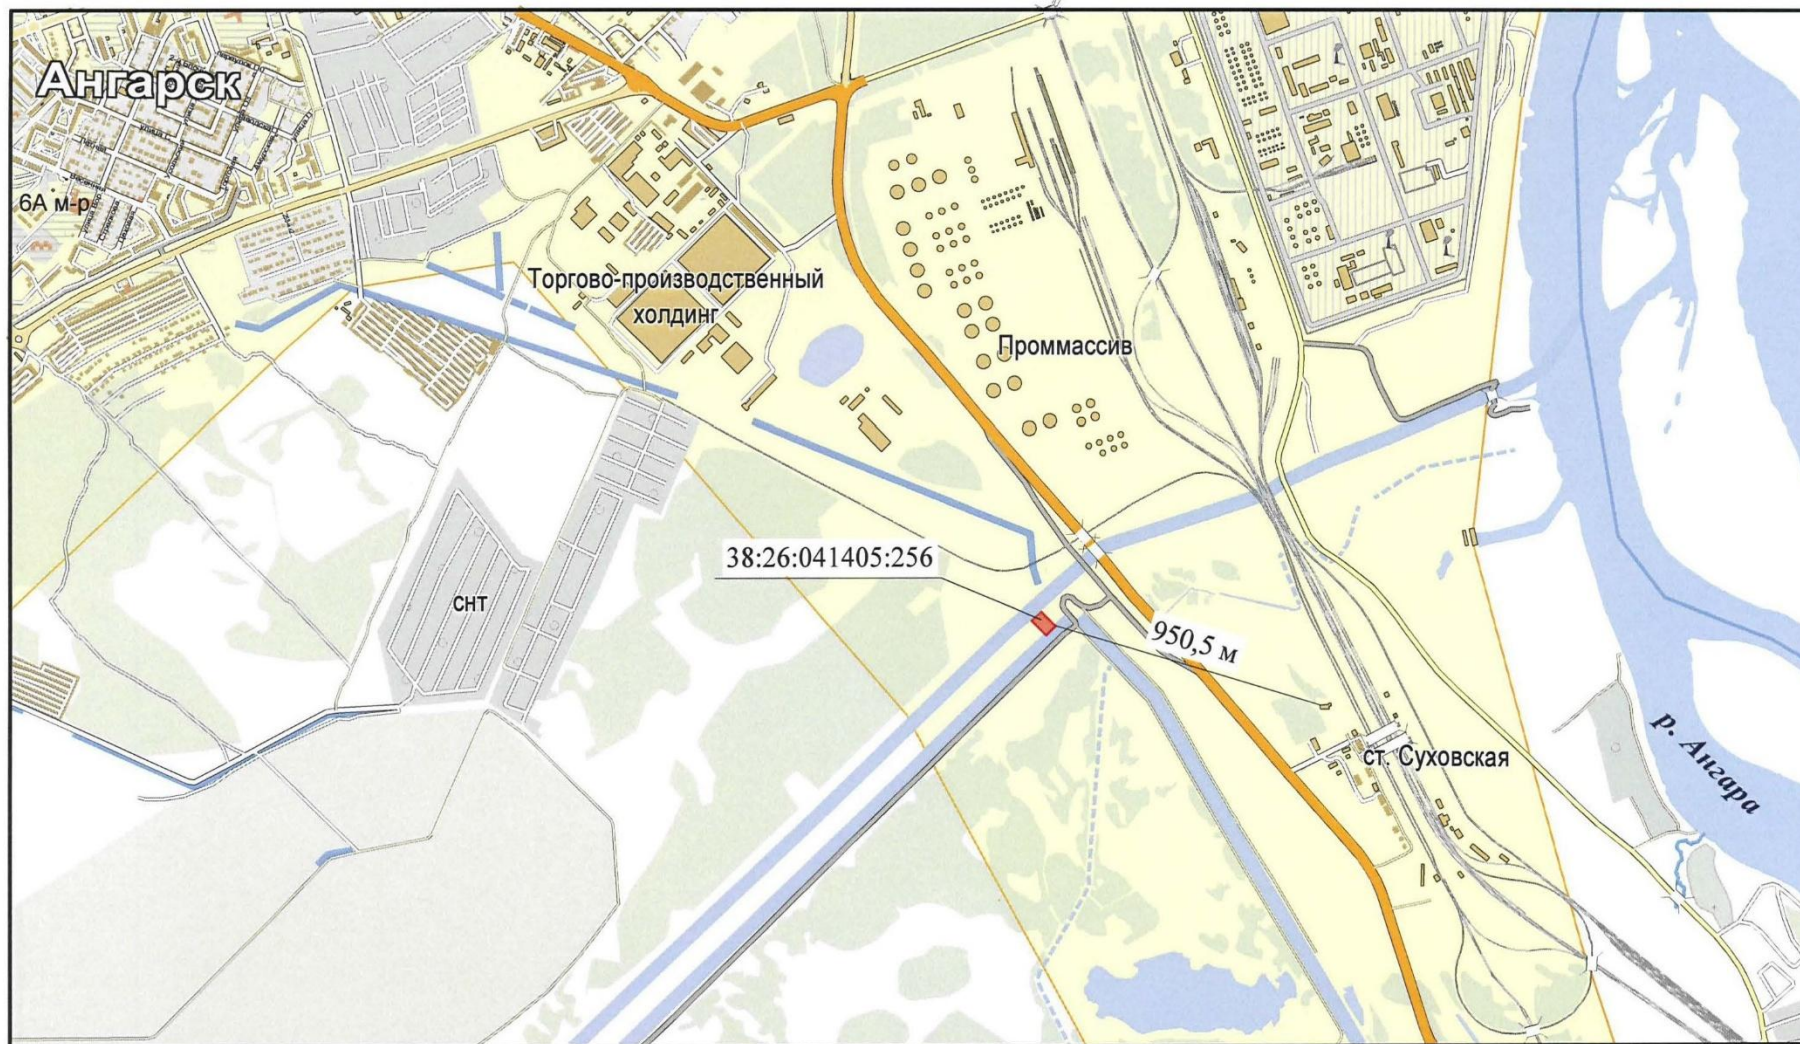 Ангарск
6А м-р
Торгово-производственный
холдинг
Проммассив
38:26:041405:256
снт
950,5 м
ст. Суховская
р. Ангара